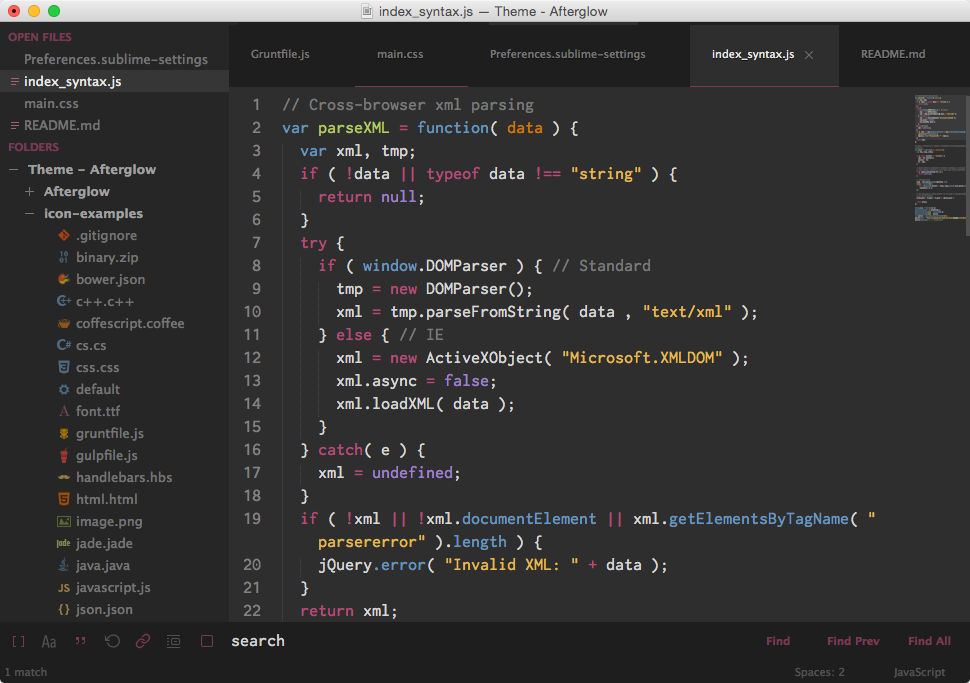 index_syntax.js — Theme - Afterglow
OPEN FILES
Preferences.sublime-settings
index_syntax.js
main.css
README.md
FOLDERS
Theme - Afterglow
Afterglow
icon-examples
.gitignore
binary.zip
bower.json
c++.c++
coffescript.coffee
cs.cs
css.css
default
font.ttf
gruntfile.js
gulpfile.js
handlebars.hbs
html.html
image.png
jade.jade
java.java
javascript.js
json.json
Gruntfile.js main.css Preferences.sublime-settings index_syntax.js README.md
1 // Cross-browser xml parsing
2 var parseXML = function( data ) {
3 var xml, tmp;
4 if ( !data || typeof data !== "string" ) {
5 return null;
6 }
7 try {
8 if ( window.DOMParser ) { // Standard
9 tmp = new DOMParser();
10 xml = tmp.parseFromString( data , "text/xml" );
11 } else { // IE
12 xml = new ActiveXObject( "Microsoft.XMLDOM" );
13 xml.async = false;
14 xml.loadXML( data );
15 }
16 } catch( e ) {
17 xml = undefined;
18 }
19 if ( !xml || !xml.documentElement || xml.getElementsByTagName( "
parsererror" ).length ) {
20 jQuery.error( "Invalid XML: " + data );
21 }
22 return xml;
Aa search Find Find Prev Find All
1 match Spaces: 2 JavaScript